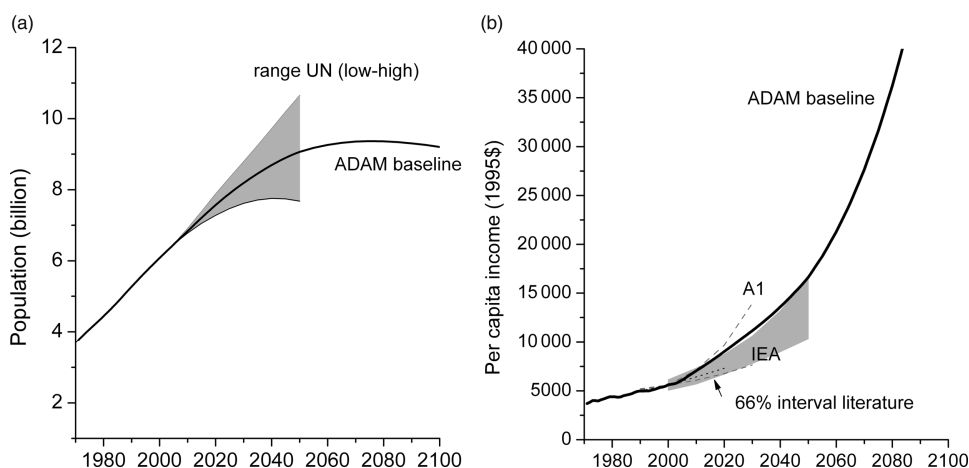 (a)
12
10
8
6
4
2
Population (billion)
range UN (low-high)
ADAM baseline
1980 2000 2020 2040 2060 2080 2100
(b)
40 000
35 000
30 000
25 000
20 000
15 000
10 000
5000
0
Per capita income (1995$)
ADAM baseline
A1
IEA
66% interval literature
1980 2000 2020 2040 2060 2080 2100